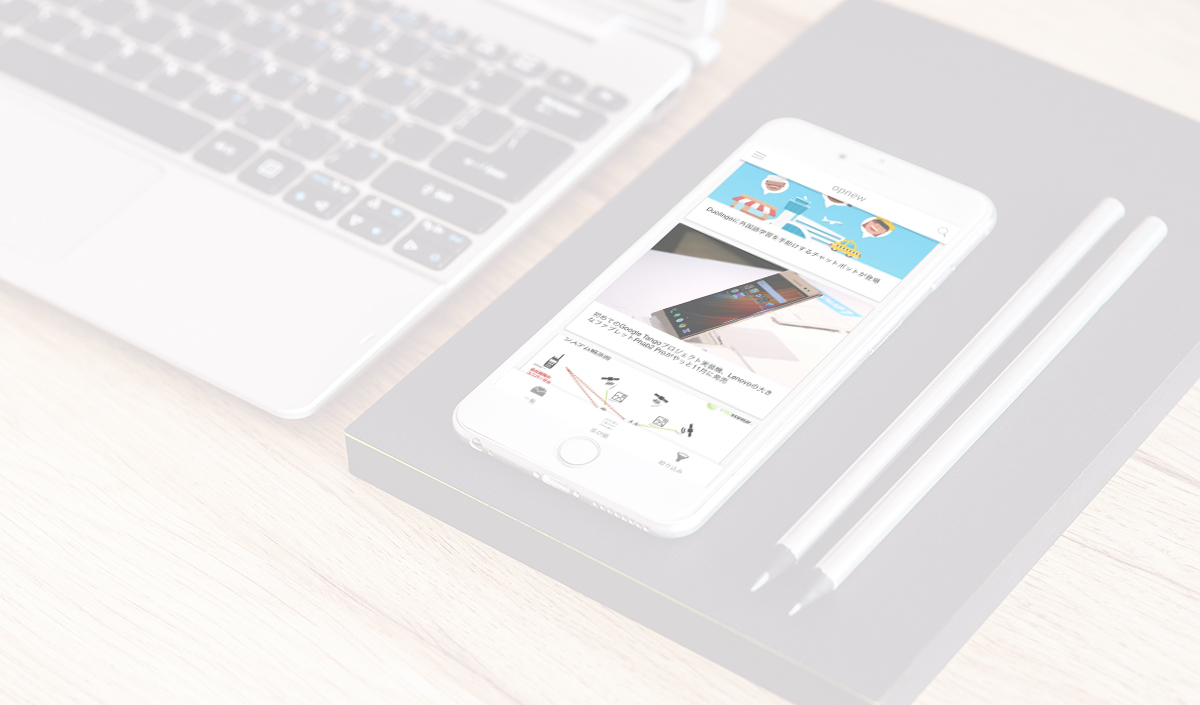 opnew
Duolingoに外国語学習を手助けするチャットボットが登場
初めてのGoogle Tangoプロジェクト実装機、Lenovoの大き
なファブレットPhab2 Proがやっと11月に発売
システム構成例
一覧
絞り込み